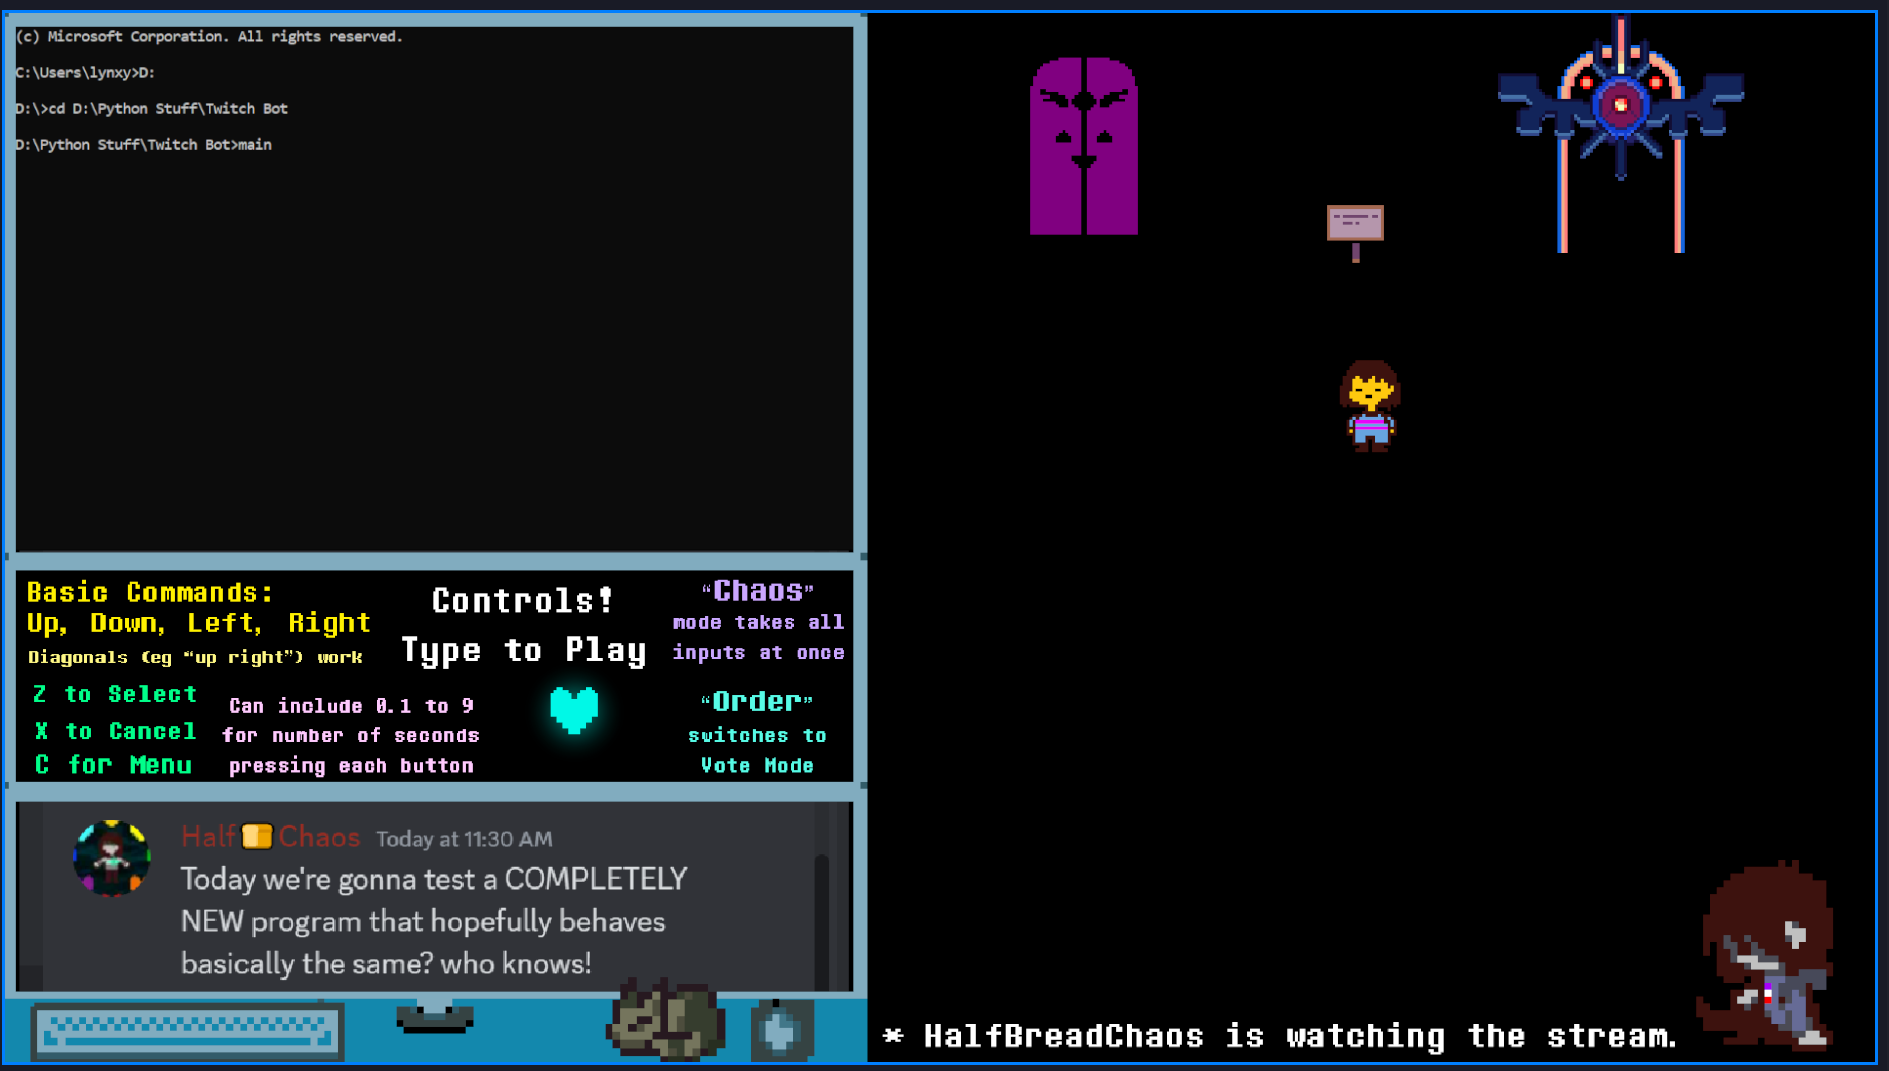 (c) Microsoft Corporation. All rights reserved.
C:\Users\lynxy>D:
D:\>cd D:\Python Stuff\Twitch Bot
D:\Python Stuff\Twitch Bot>main
Basic Commands:
Up, Down, Left, Right
Diagonals (eg “up right”) work
Z to Select
X to Cancel
C for Menu
Can include 0.1 to 9
for number of seconds
pressing each button
Controls!
Type to Play
“Chaos”
mode takes all
inputs at once
“Order”
switches to
Vote Mode
Half🍞Chaos Today at 11:30 AM
Today we're gonna test a COMPLETELY
NEW program that hopefully behaves
basically the same? who knows!
* HalfBreadChaos is watching the stream.